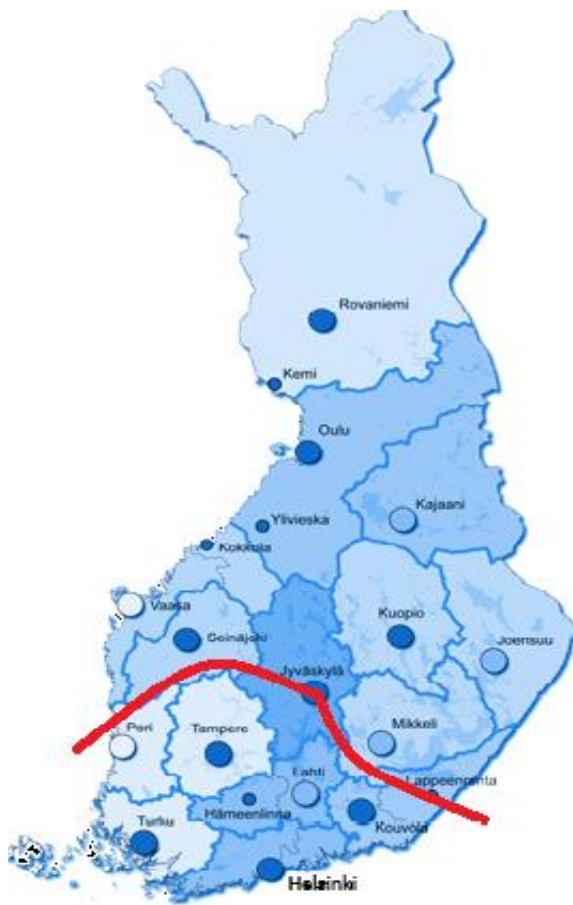 Rovaniemi
Kemi
Oulu
Kajaani
Ylivieska
Kokkola
Vaasa
Kuopio
Seinäjoki
Joensuu
Jyväskylä
Pori
Tampere
Mikkeli
Lahti
Lappeenranta
Hämeenlinna
Turku
Kouvola
Helsinki